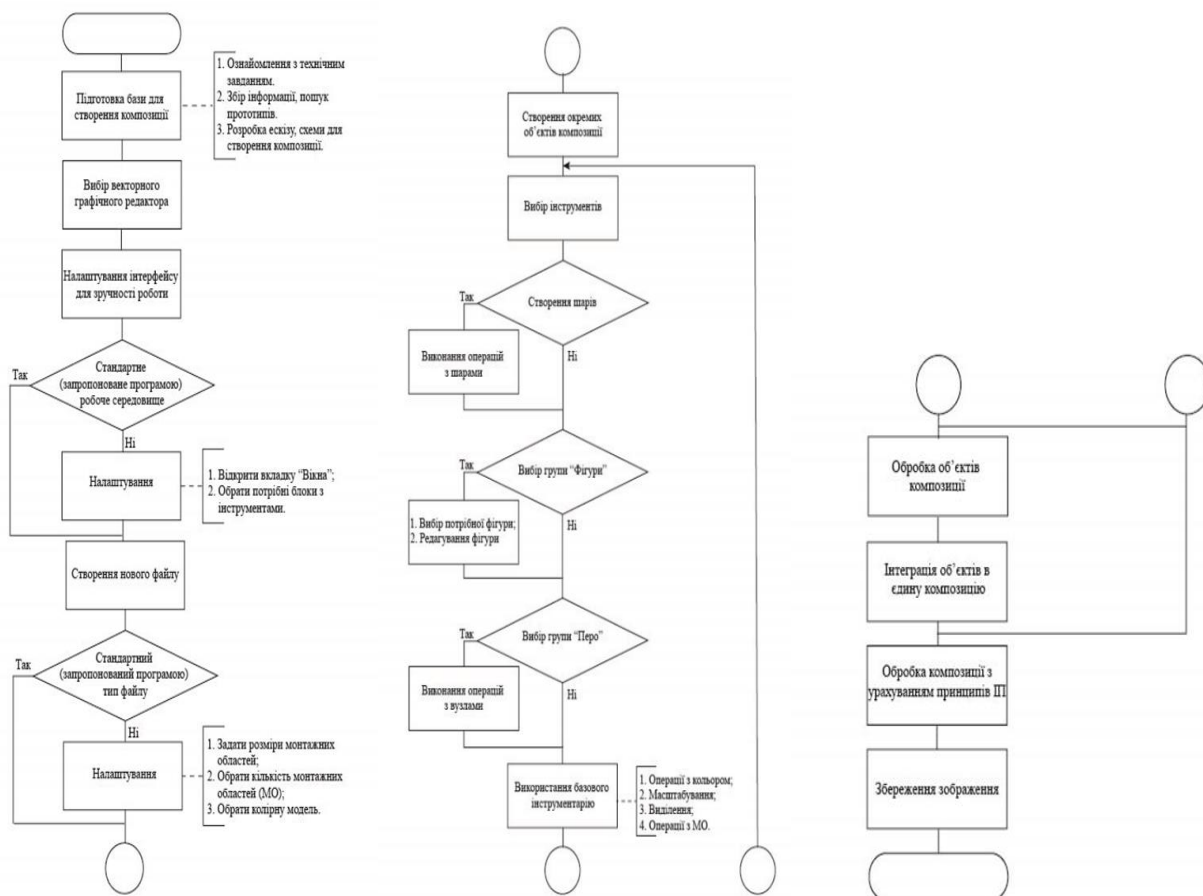 Підготовка бази для
створення композиції
1. Ознайомлення з технічним
завданням.
2. Збір інформації, пошук
прототипів.
3. Розробка ескізу, схеми для
створення композиції.
Вибір векторного
графічного редактора
Налаштування інтерфейсу
для зручності роботи
Стандартне
(запропоноване програмою)
робоче середовище
Так
Ні
Налаштування
1. Відкрити вкладку “Вікна”;
2. Обрати потрібні блоки з
інструментами.
Створення нового файлу
Стандартний
(запропонований програмою)
тип файлу
Так
Ні
Налаштування
1. Задати розміри монтажних
областей;
2. Обрати кількість монтажних
областей (МО);
3. Обрати колірну модель.
Створення окремих
об’єктів композиції
Вибір інструментів
Створення шарів
Так
Ні
Виконання операцій
з шарами
Вибір групи “Фігури”
Так
Ні
1. Вибір потрібної фігури;
2. Редагування фігури
Вибір групи “Перо”
Так
Ні
Виконання операцій
з вузлами
Використання базового
інструментарію
1. Операції з кольором;
2. Масштабування;
3. Виділення;
4. Операції з МО.
Обробка об’єктів
композиції
Інтеграція об’єктів в
єдину композицію
Обробка композиції з
урахуванням принципів ІП
Збереження зображення